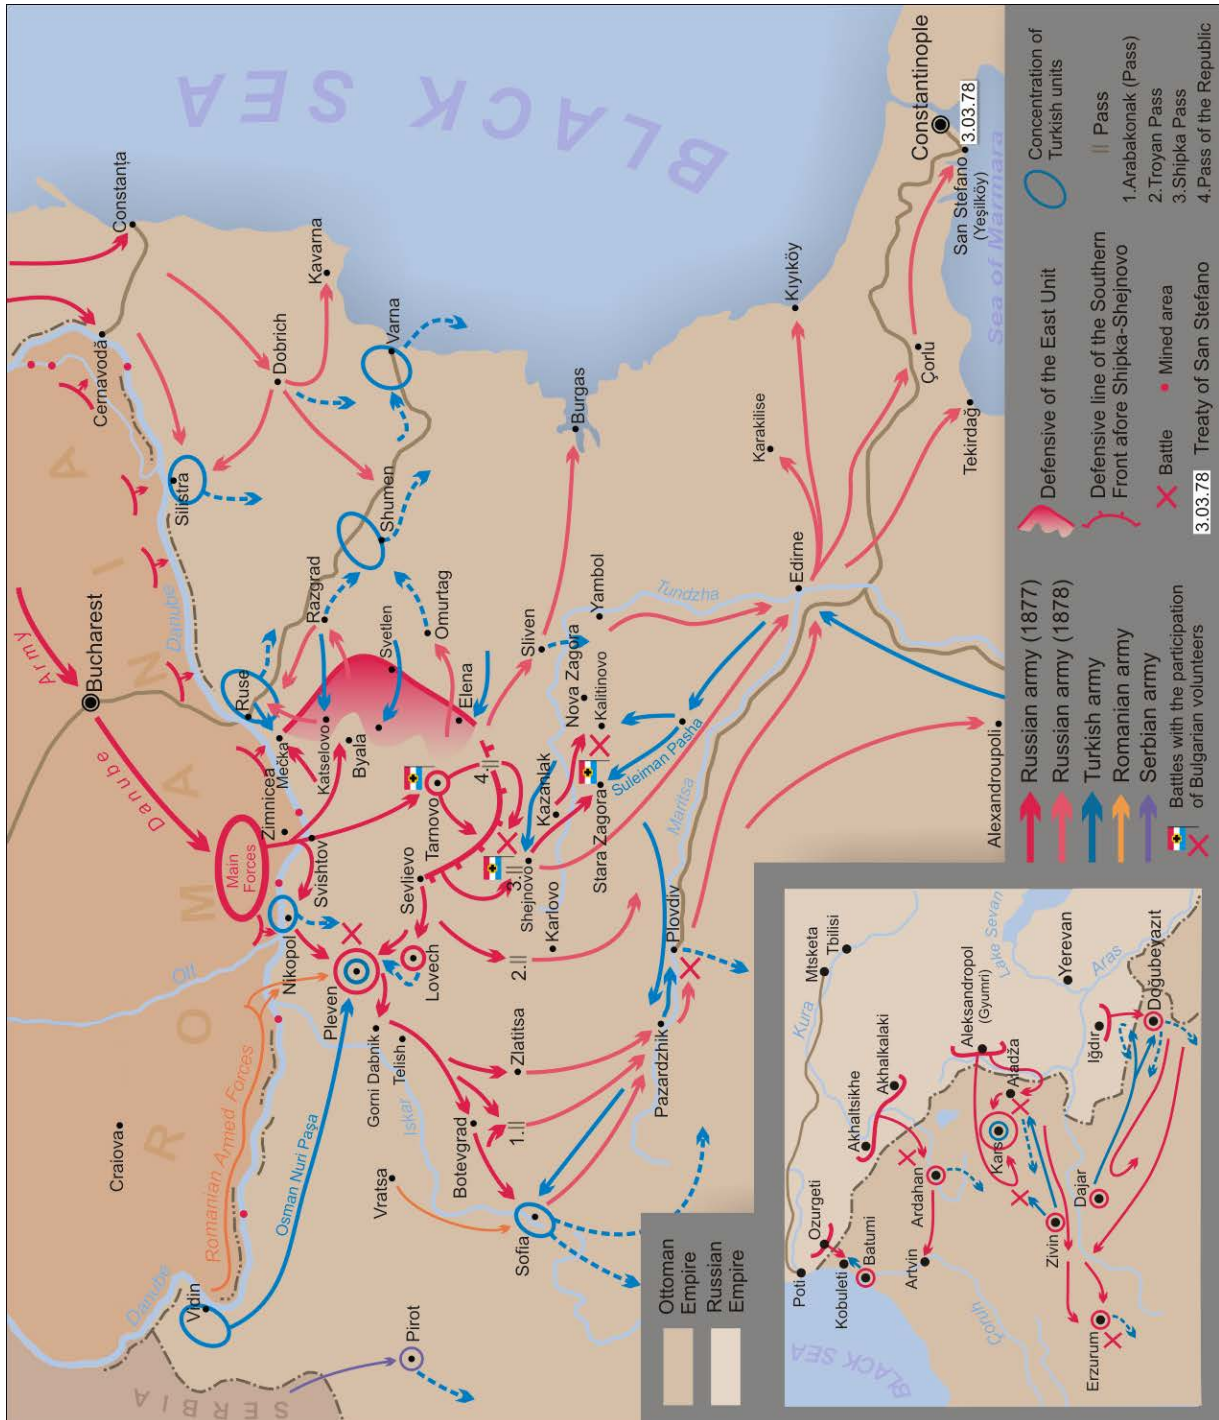 BLACK SEA
ROMANIA
SERBIA
Constanța
Cernavodă
Kavarna
Dobrich
Varna
Silistra
Shumen
Danube
Army
Bucharest
Danube
Razgrad
Ruse
Svetlen
Omurtag
Elena
Mečka
Katselovo
Byala
Zimnicea
Main
Forces
Svishtov
Tarnovo
Sevlievo
Nikopol
Olt
Pleven
Lovech
Gorni Dabnik
Telish
Iskar
Craiova
Romanian Armed Forces
Osman Nuri Paşa
Danube
Vidin
Pirot
Vratsa
Botevgrad
Zlatitsa
Sofia
1.
2.
3.
4.
Shejnovo
Karlovo
Kazanlak
Stara Zagora
Nova Zagora
Kalitinovo
Sliven
Yambol
Burgas
Tundzha
Suleiman Pasha
Maritsa
Plovdiv
Pazardzhik
Edirne
Karakilise
Kıyıköy
Çorlu
Tekirdağ
Alexandroupoli
Constantinople
San Stefano
(Yeşilköy)
3.03.78
Sea of Marmara
Russian army (1877)
Russian army (1878)
Turkish army
Romanian army
Serbian army
Battles with the participation
of Bulgarian volunteers
Defensive of the East Unit
Defensive line of the Southern
Front afore Shipka-Shejnovo
Battle
Mined area
3.03.78
Treaty of San Stefano
Concentration of
Turkish units
Pass
1.Arabakonak (Pass)
2.Troyan Pass
3.Shipka Pass
4.Pass of the Republic
Ottoman
Empire
Russian
Empire
BLACK SEA
Poti
Ozurgeti
Kobuleti
Batumi
Akhaltsikhe
Akhalkalaki
Kura
Mtsketa
Tbilisi
Ardahan
Artvin
Çoruh
Aleksandropol
(Gyumri)
Lake Sevan
Yerevan
Aras
Aladža
Kars
Iğdır
Doğubeyazıt
Dajar
Zivin
Erzurum